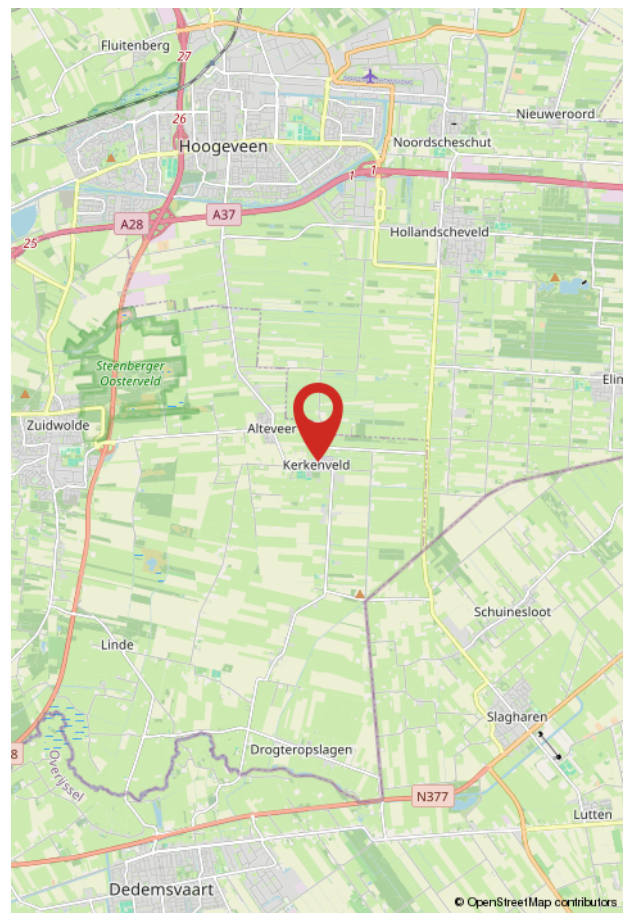 Fluitenberg
27
Nieuweroord
26
Hoogeveen
Noordscheschut
1
1
A28
A37
25
Hollandscheveld
Steenberger
Oosterveld
Elim
Zuidwolde
Alteveer
Kerkenveld
Schuinesloot
Linde
Slagharen
Drogteropslagen
8
Overijssel
N377
Lutten
Dedemsvaart
© OpenStreetMap contributors